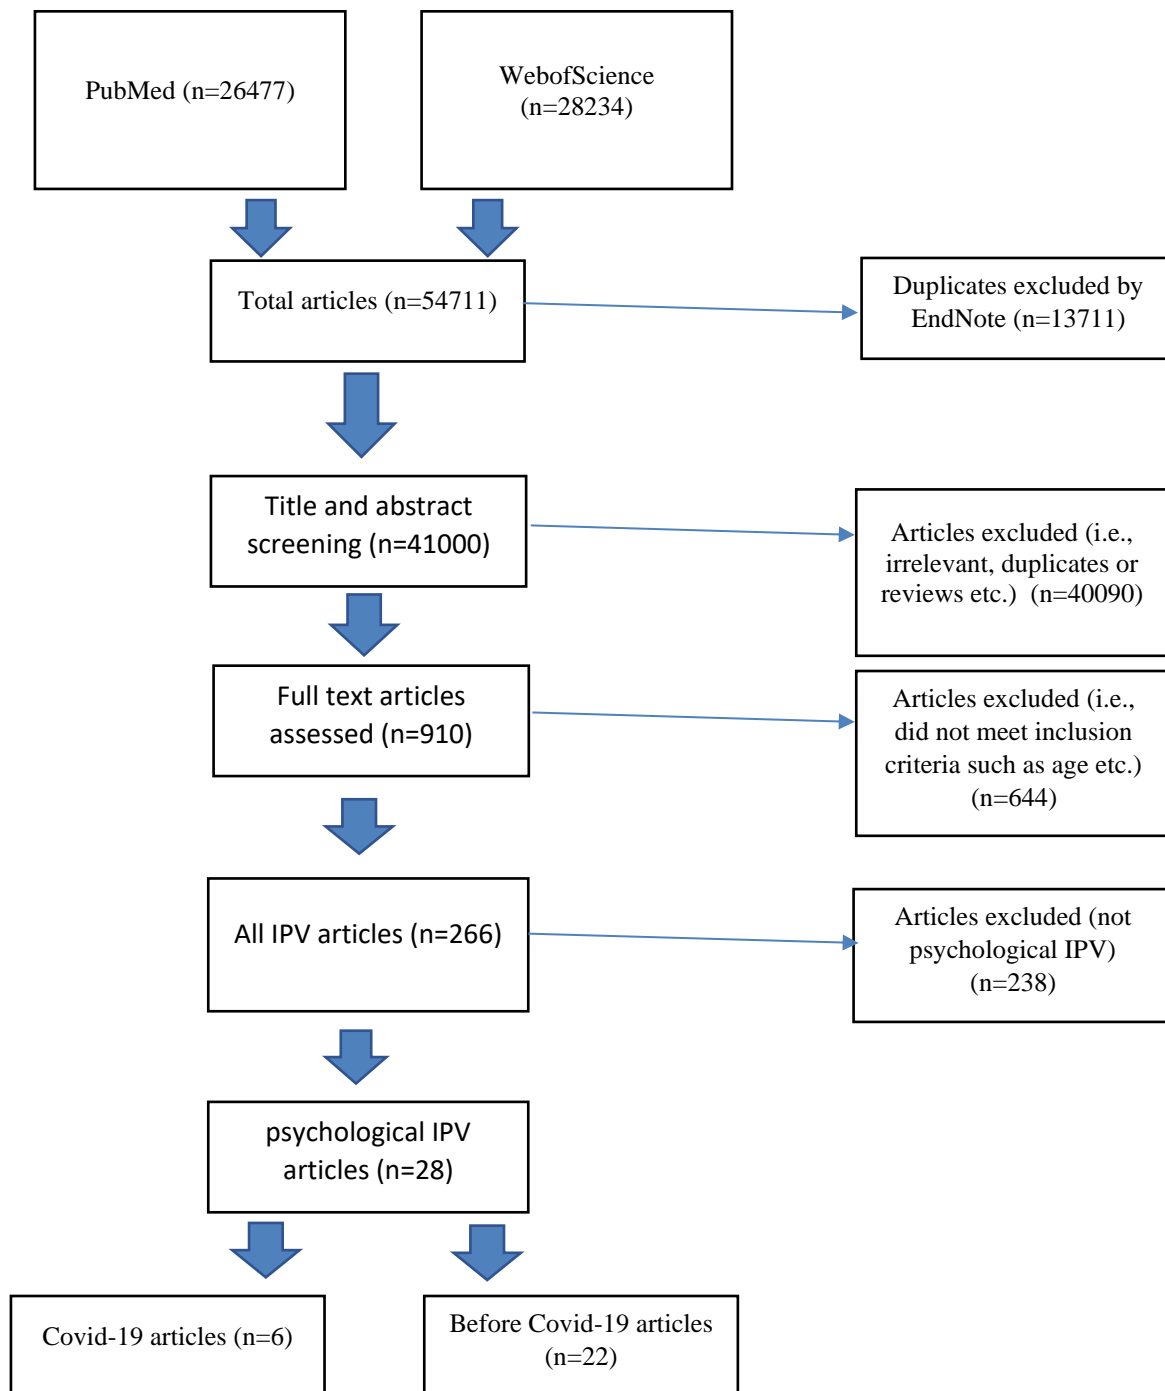 PubMed (n=26477)
WebofScience
(n=28234)
Total articles (n=54711)
Duplicates excluded by
EndNote (n=13711)
Title and abstract
screening (n=41000)
Articles excluded (i.e.,
irrelevant, duplicates or
reviews etc.)  (n=40090)
Full text articles
assessed (n=910)
Articles excluded (i.e.,
did not meet inclusion
criteria such as age etc.)
(n=644)
All IPV articles (n=266)
Articles excluded (not
psychological IPV)
(n=238)
psychological IPV
articles (n=28)
Covid-19 articles (n=6)
Before Covid-19 articles
(n=22)